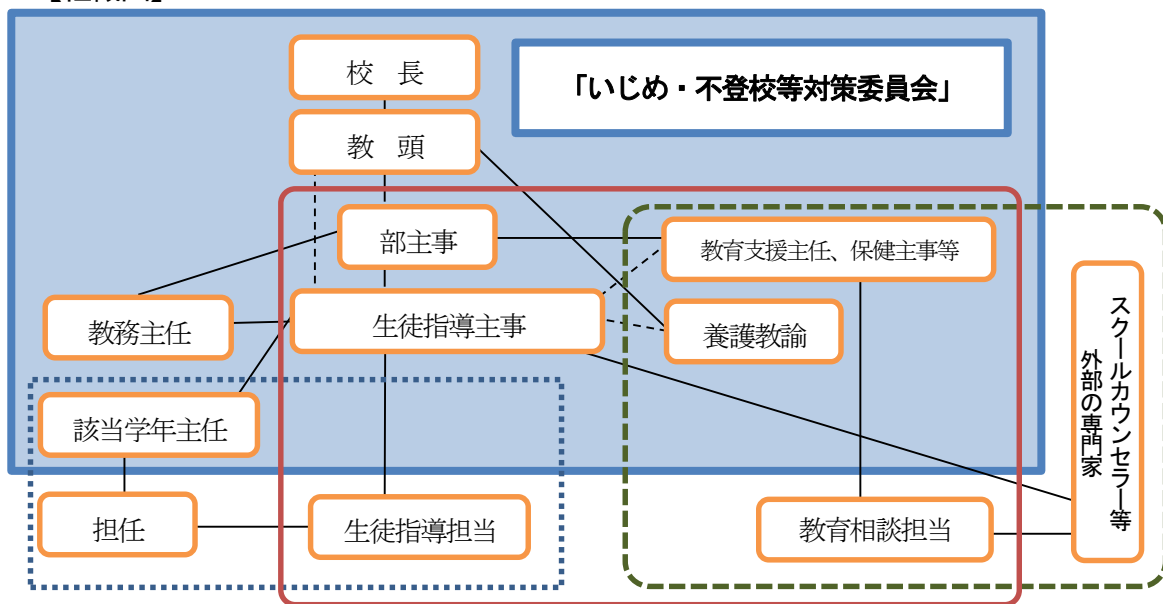 校　長
「いじめ・不登校等対策委員会」
教　頭
部主事
教育支援主任、保健主事等
教務主任
生徒指導主事
養護教諭
スクールカウンセラー等
外部の専門家
該当学年主任
担任
生徒指導担当
教育相談担当